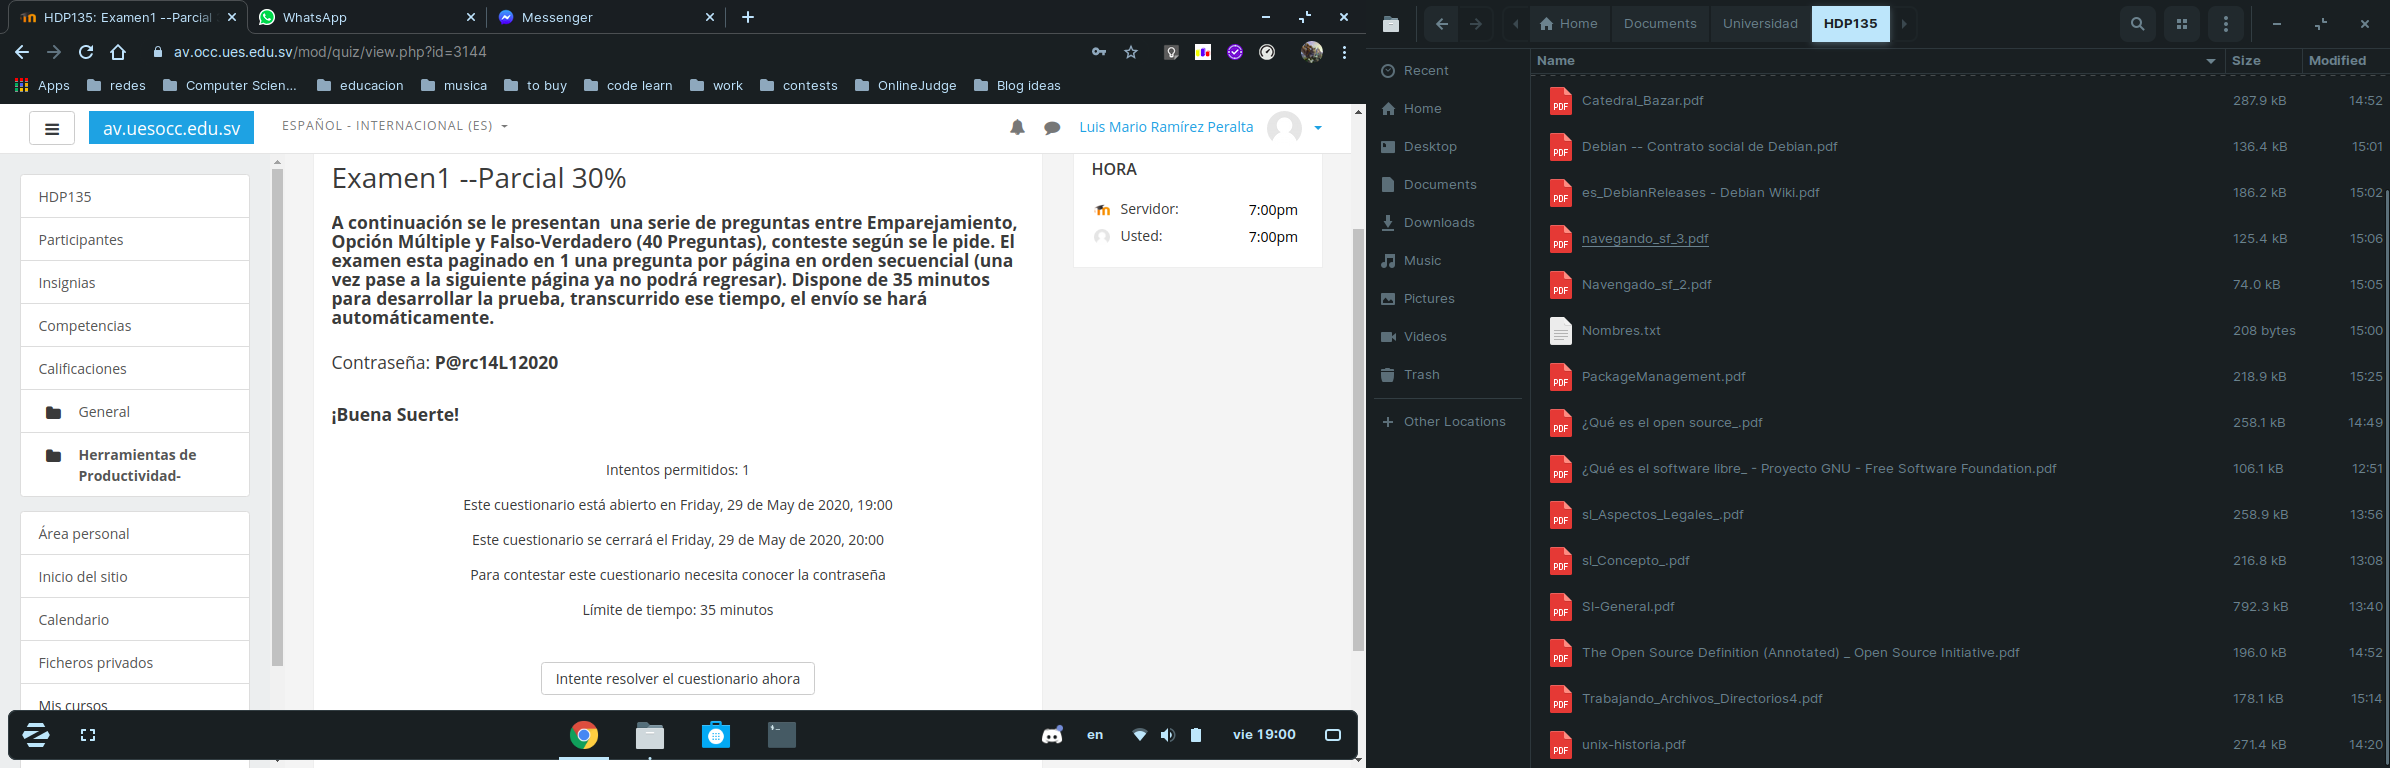 HDP135: Examen1 --Parcial
WhatsApp
Messenger
av.occ.ues.edu.sv/mod/quiz/view.php?id=3144
Apps
redes
Computer Scien...
educacion
musica
to buy
code learn
work
contests
OnlineJudge
Blog ideas
av.uesocc.edu.sv
ESPAÑOL - INTERNACIONAL (ES)
Luis Mario Ramírez Peralta
HDP135
Participantes
Insignias
Competencias
Calificaciones
General
Herramientas de
Productividad-
Área personal
Inicio del sitio
Calendario
Ficheros privados
Mis cursos
Examen1 --Parcial 30%
A continuación se le presentan  una serie de preguntas entre Emparejamiento,
Opción Múltiple y Falso-Verdadero (40 Preguntas), conteste según se le pide. El
examen esta paginado en 1 una pregunta por página en orden secuencial (una
vez pase a la siguiente página ya no podrá regresar). Dispone de 35 minutos
para desarrollar la prueba, transcurrido ese tiempo, el envío se hará
automáticamente.
Contraseña: P@rc14L12020
¡Buena Suerte!
Intentos permitidos: 1
Este cuestionario está abierto en Friday, 29 de May de 2020, 19:00
Este cuestionario se cerrará el Friday, 29 de May de 2020, 20:00
Para contestar este cuestionario necesita conocer la contraseña
Límite de tiempo: 35 minutos
Intente resolver el cuestionario ahora
HORA
Servidor: 7:00pm
Usted: 7:00pm
en
vie 19:00
Home
Documents
Universidad
HDP135
Recent
Home
Desktop
Documents
Downloads
Music
Pictures
Videos
Trash
Other Locations
Name Size Modified
Catedral_Bazar.pdf 287.9 kB 14:52
Debian -- Contrato social de Debian.pdf 136.4 kB 15:01
es_DebianReleases - Debian Wiki.pdf 186.2 kB 15:02
navegando_sf_3.pdf 125.4 kB 15:06
Navengado_sf_2.pdf 74.0 kB 15:05
Nombres.txt 208 bytes 15:00
PackageManagement.pdf 218.9 kB 15:25
¿Qué es el open source_.pdf 258.1 kB 14:49
¿Qué es el software libre_ - Proyecto GNU - Free Software Foundation.pdf 106.1 kB 12:51
sl_Aspectos_Legales_.pdf 258.9 kB 13:56
sl_Concepto_.pdf 216.8 kB 13:08
Sl-General.pdf 792.3 kB 13:40
The Open Source Definition (Annotated) _ Open Source Initiative.pdf 196.0 kB 14:52
Trabajando_Archivos_Directorios4.pdf 178.1 kB 15:14
unix-historia.pdf 271.4 kB 14:20